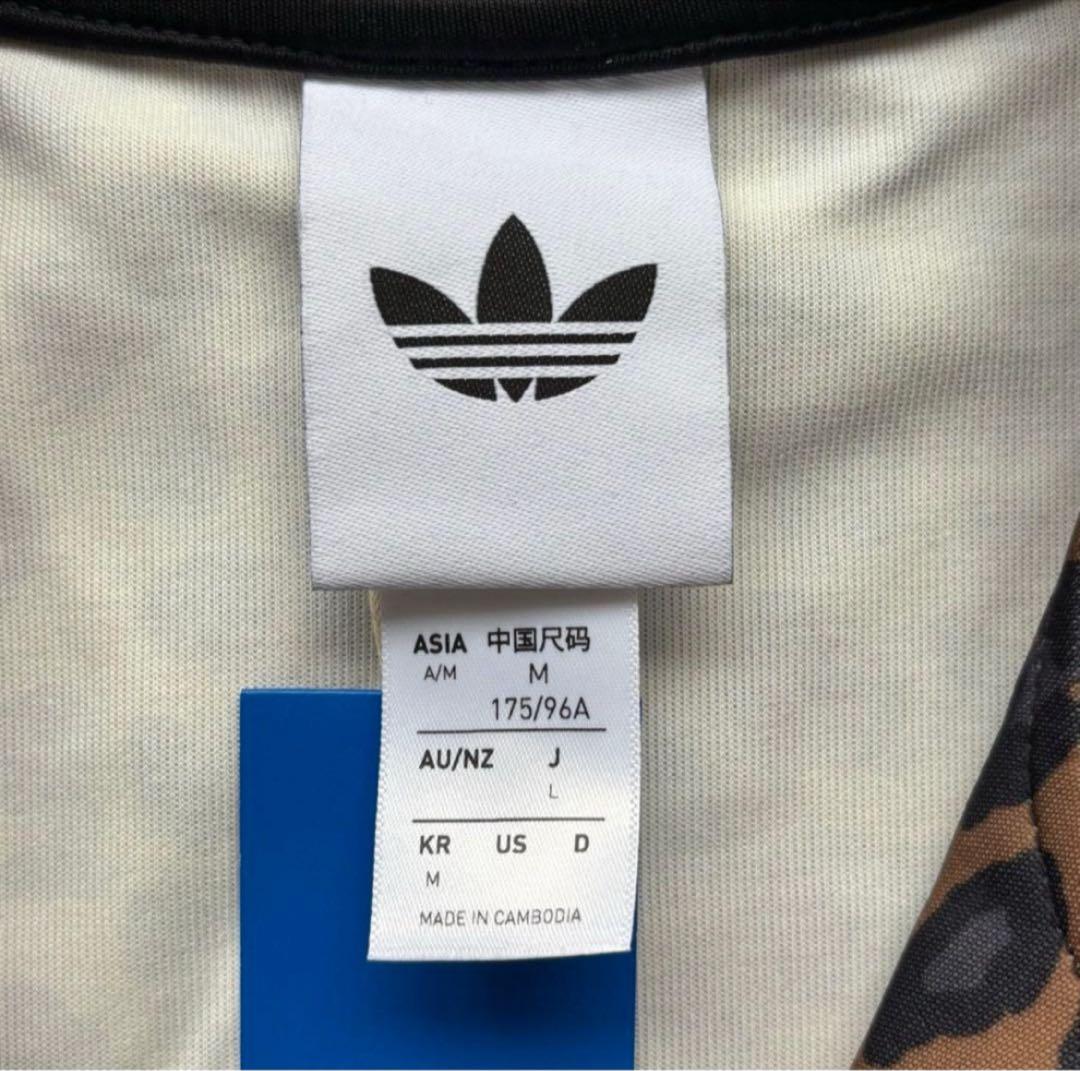 ASIA 中国尺码
A/M M
175/96A
AU/NZ J
L
KR US D
M
MADE IN CAMBODIA